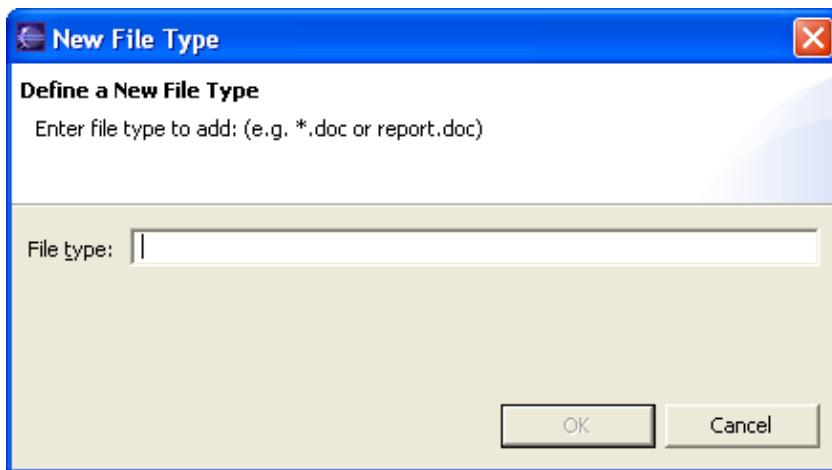 New File Type
Define a New File Type
Enter file type to add: (e.g. *.doc or report.doc)
File type:
OK Cancel